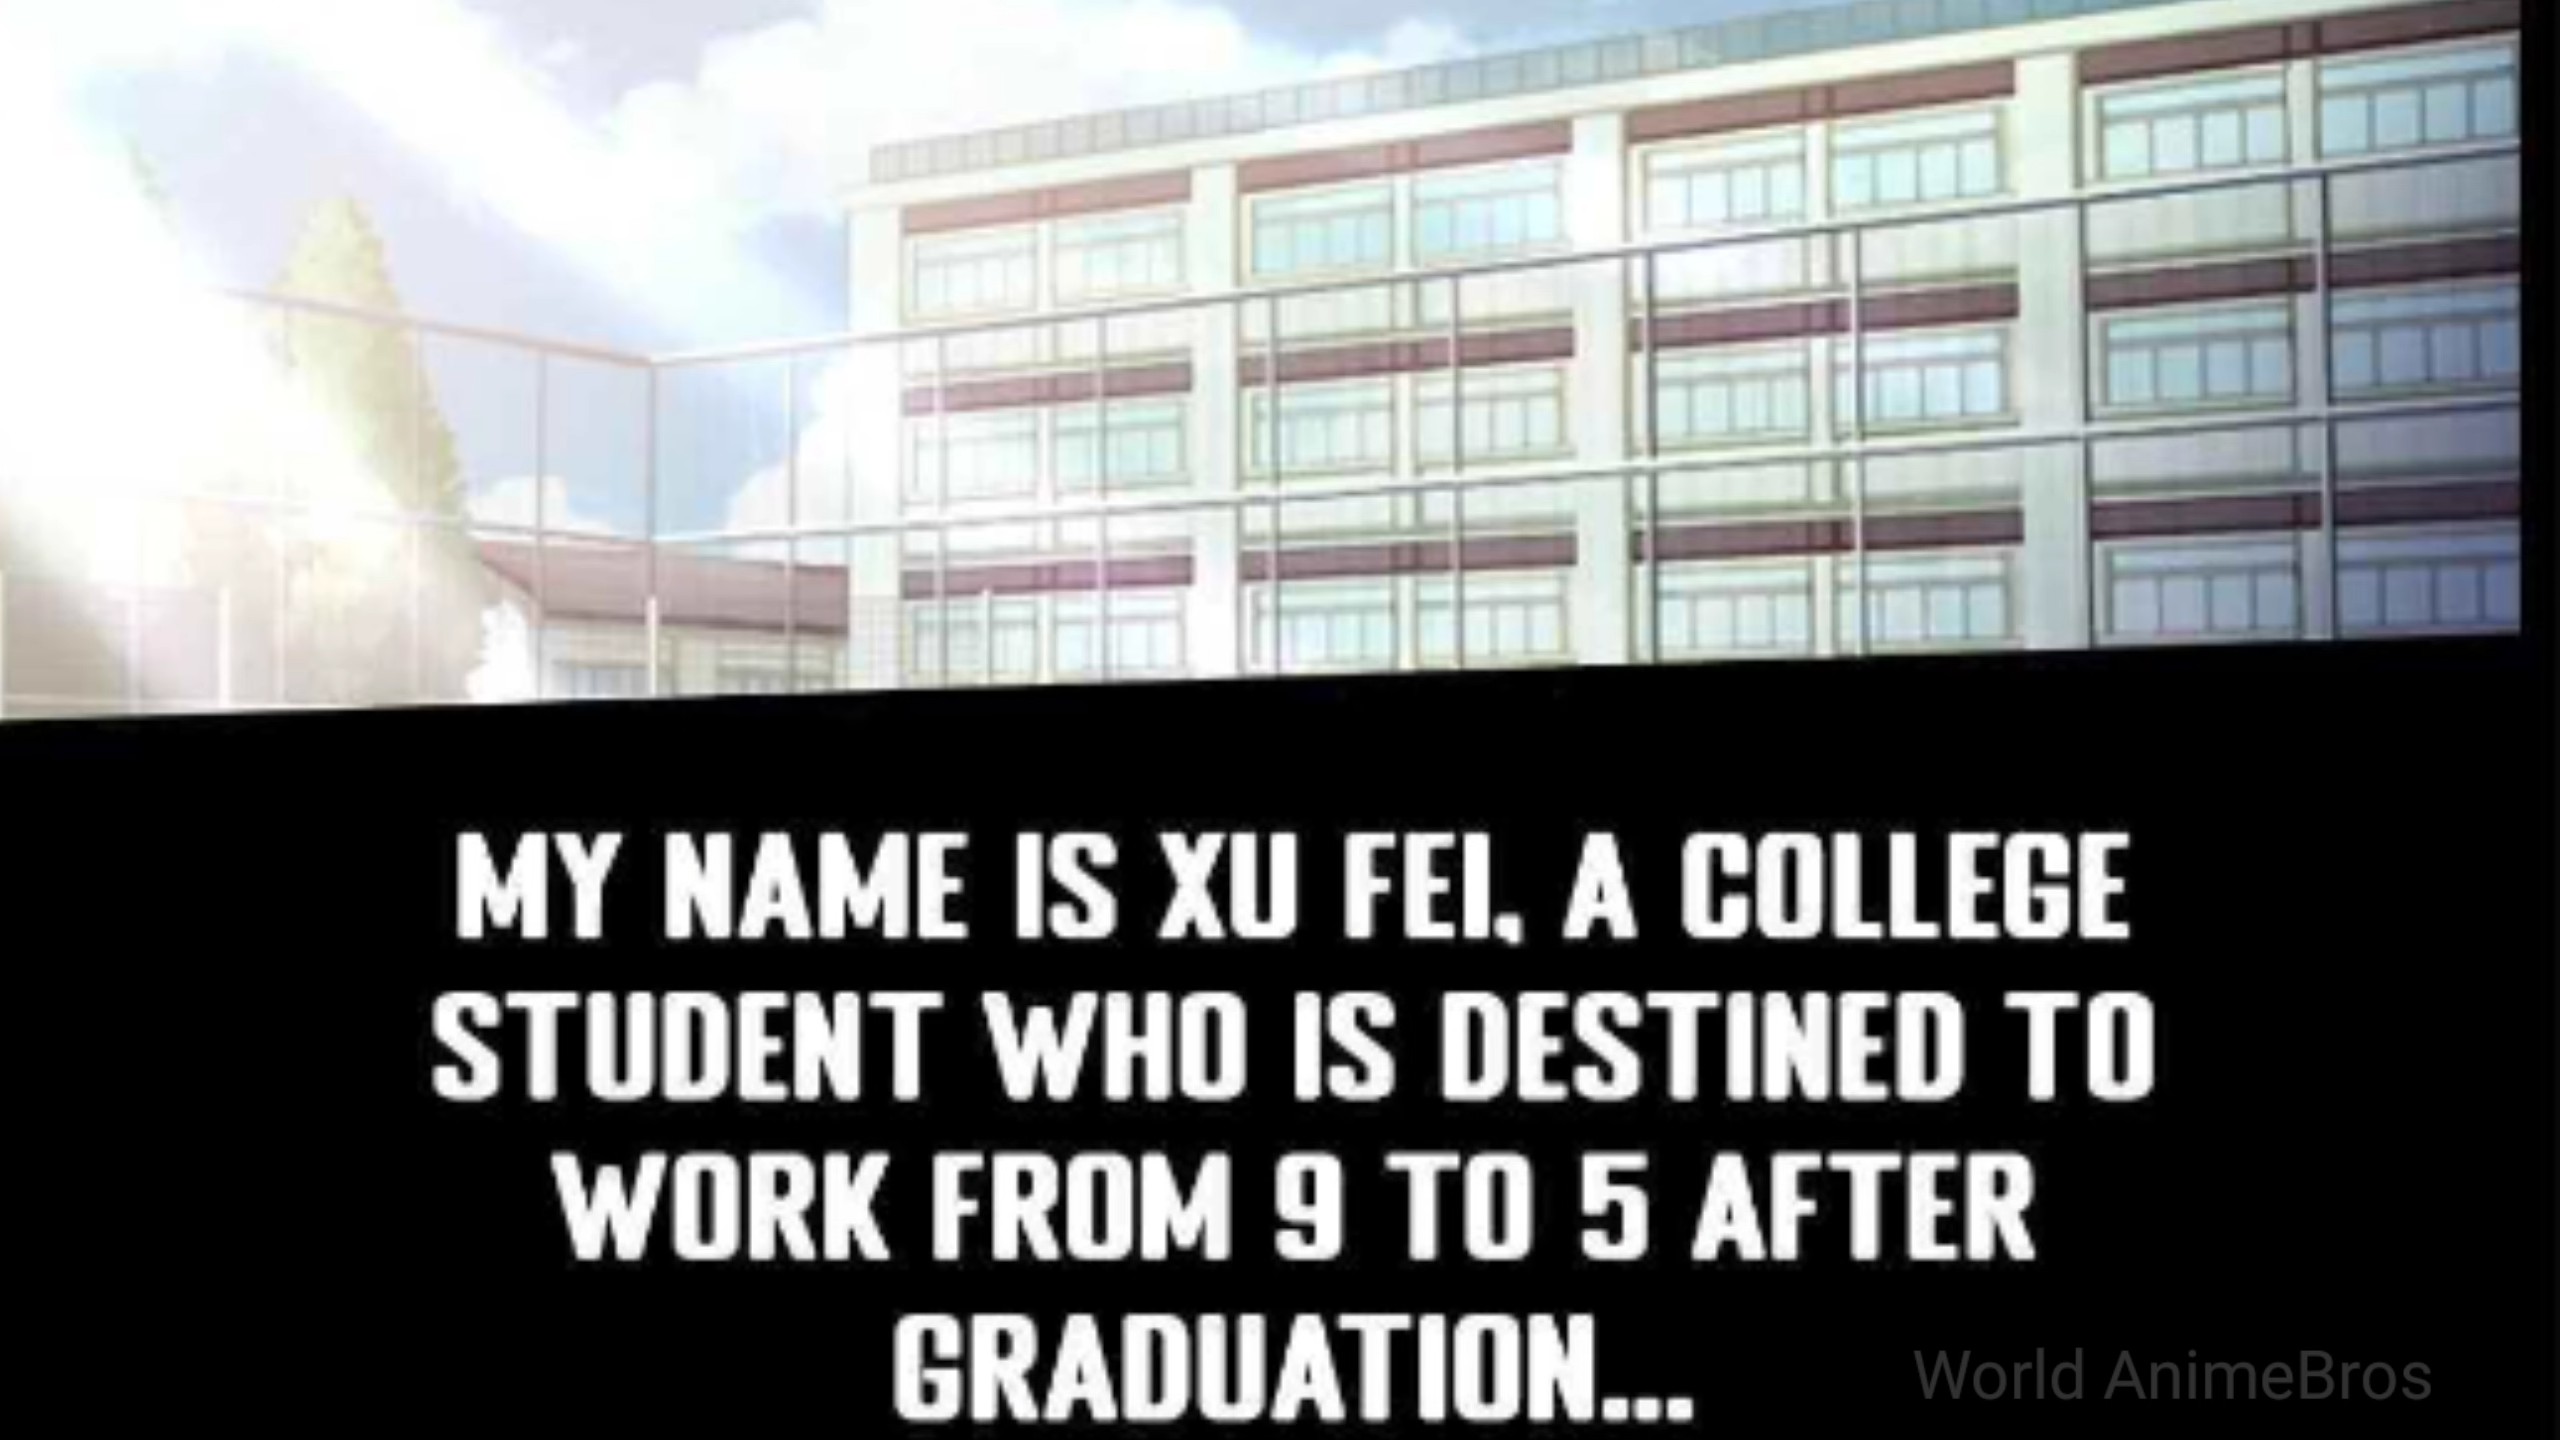 MY NAME IS XU FEI, A COLLEGE
STUDENT WHO IS DESTINED TO
WORK FROM 9 TO 5 AFTER
GRADUATION...
World AnimeBros